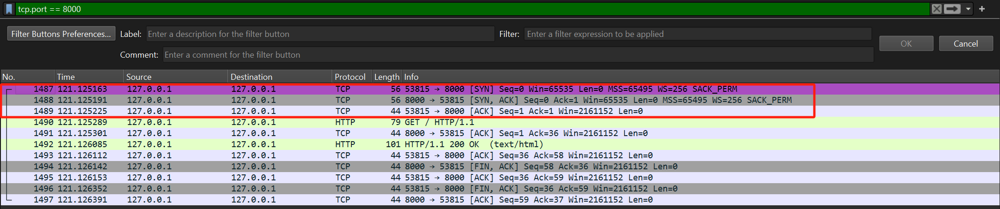 tcp.port == 8000
Filter Buttons Preferences... Label: Enter a description for the filter button Filter: Enter a filter expression to be applied OK Cancel
Comment: Enter a comment for the filter button
No. Time Source Destination Protocol Length Info
1487 121.125163 127.0.0.1 127.0.0.1 TCP 56 53815 → 8000 [SYN] Seq=0 Win=65535 Len=0 MSS=65495 WS=256 SACK_PERM
1488 121.125191 127.0.0.1 127.0.0.1 TCP 56 8000 → 53815 [SYN, ACK] Seq=0 Ack=1 Win=65535 Len=0 MSS=65495 WS=256 SACK_PERM
1489 121.125225 127.0.0.1 127.0.0.1 TCP 44 53815 → 8000 [ACK] Seq=1 Ack=1 Win=2161152 Len=0
1490 121.125289 127.0.0.1 127.0.0.1 HTTP 79 GET / HTTP/1.1
1491 121.125301 127.0.0.1 127.0.0.1 TCP 44 8000 → 53815 [ACK] Seq=1 Ack=36 Win=2161152 Len=0
1492 121.126085 127.0.0.1 127.0.0.1 HTTP 101 HTTP/1.1 200 OK (text/html)
1493 121.126112 127.0.0.1 127.0.0.1 TCP 44 53815 → 8000 [ACK] Seq=36 Ack=58 Win=2161152 Len=0
1494 121.126142 127.0.0.1 127.0.0.1 TCP 44 8000 → 53815 [FIN, ACK] Seq=58 Ack=36 Win=2161152 Len=0
1495 121.126153 127.0.0.1 127.0.0.1 TCP 44 53815 → 8000 [ACK] Seq=36 Ack=59 Win=2161152 Len=0
1496 121.126352 127.0.0.1 127.0.0.1 TCP 44 53815 → 8000 [FIN, ACK] Seq=36 Ack=59 Win=2161152 Len=0
1497 121.126391 127.0.0.1 127.0.0.1 TCP 44 8000 → 53815 [ACK] Seq=59 Ack=37 Win=2161152 Len=0